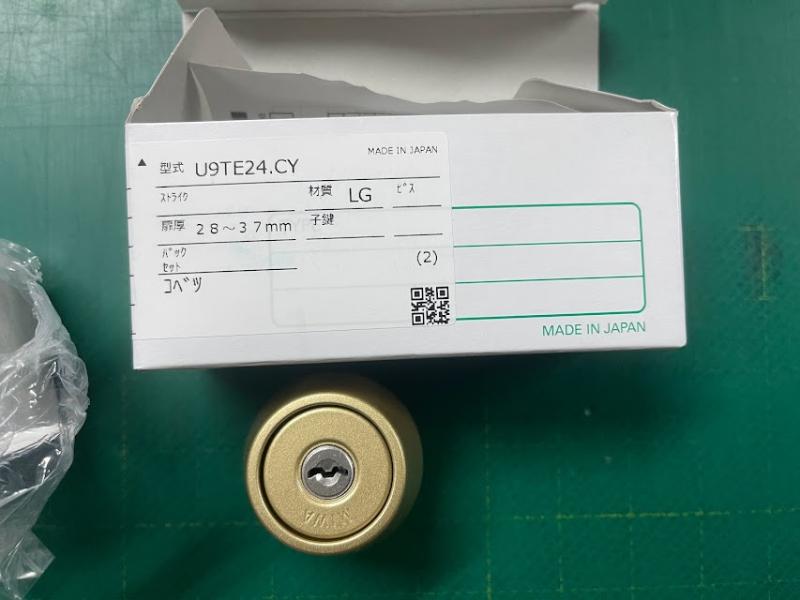 MADE IN JAPAN
▲ 型式 U9TE24.CY
ストライク 材質 LG ビス
扉厚 28～37mm 子鍵
バック
セット (2)
コベツ
MADE IN JAPAN
MIWA